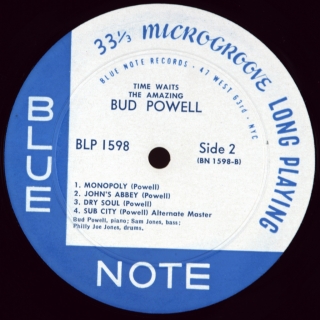 33 1/3 MICROGROOVE LONG PLAYING
BLUE NOTE RECORDS · 47 WEST 63rd · NYC
TIME WAITS
THE AMAZING
BUD POWELL
BLP 1598
Side 2
(BN 1598-B)
1. MONOPOLY (Powell)
2. JOHN'S ABBEY (Powell)
3. DRY SOUL (Powell)
4. SUB CITY (Powell) Alternate Master
Bud Powell, piano; Sam Jones, bass;
Philly Joe Jones, drums.
BLUE
NOTE